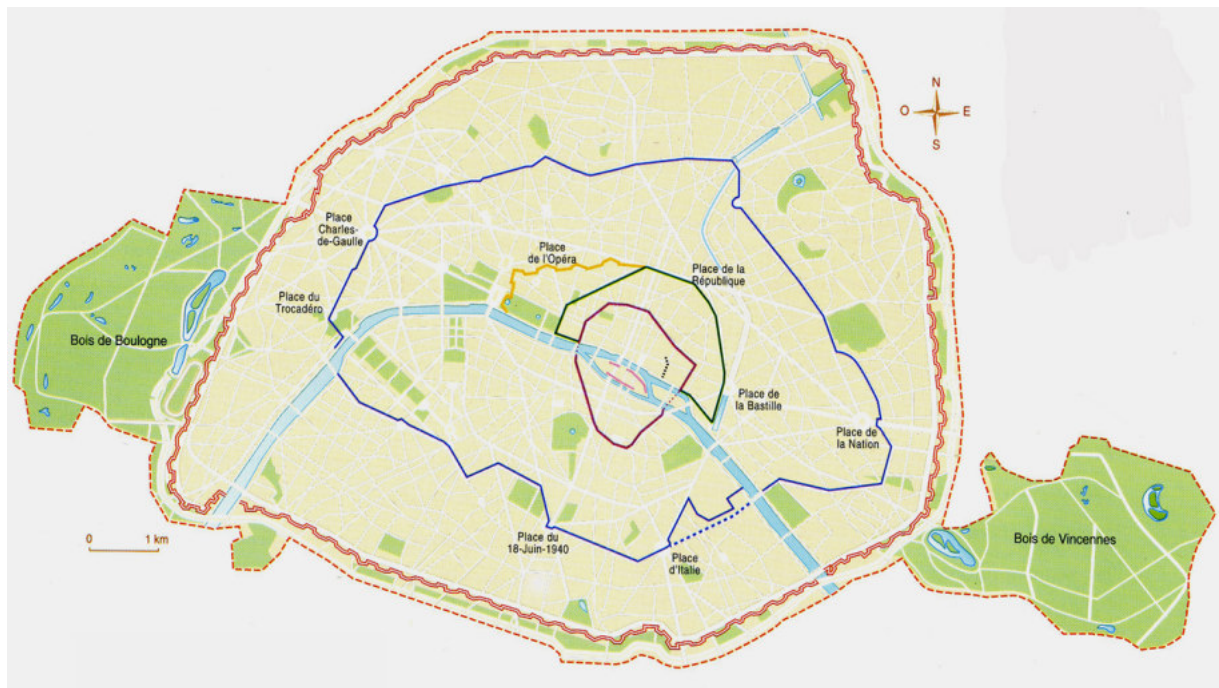 N
O
E
S
Place
Charles-
de-Gaulle
Place
de l'Opéra
Place de la
République
Place du
Trocadéro
Bois de Boulogne
Place de
la Bastille
Place de
la Nation
0 1 km
Place du
18-Juin-1940
Place
d'Italie
Bois de Vincennes